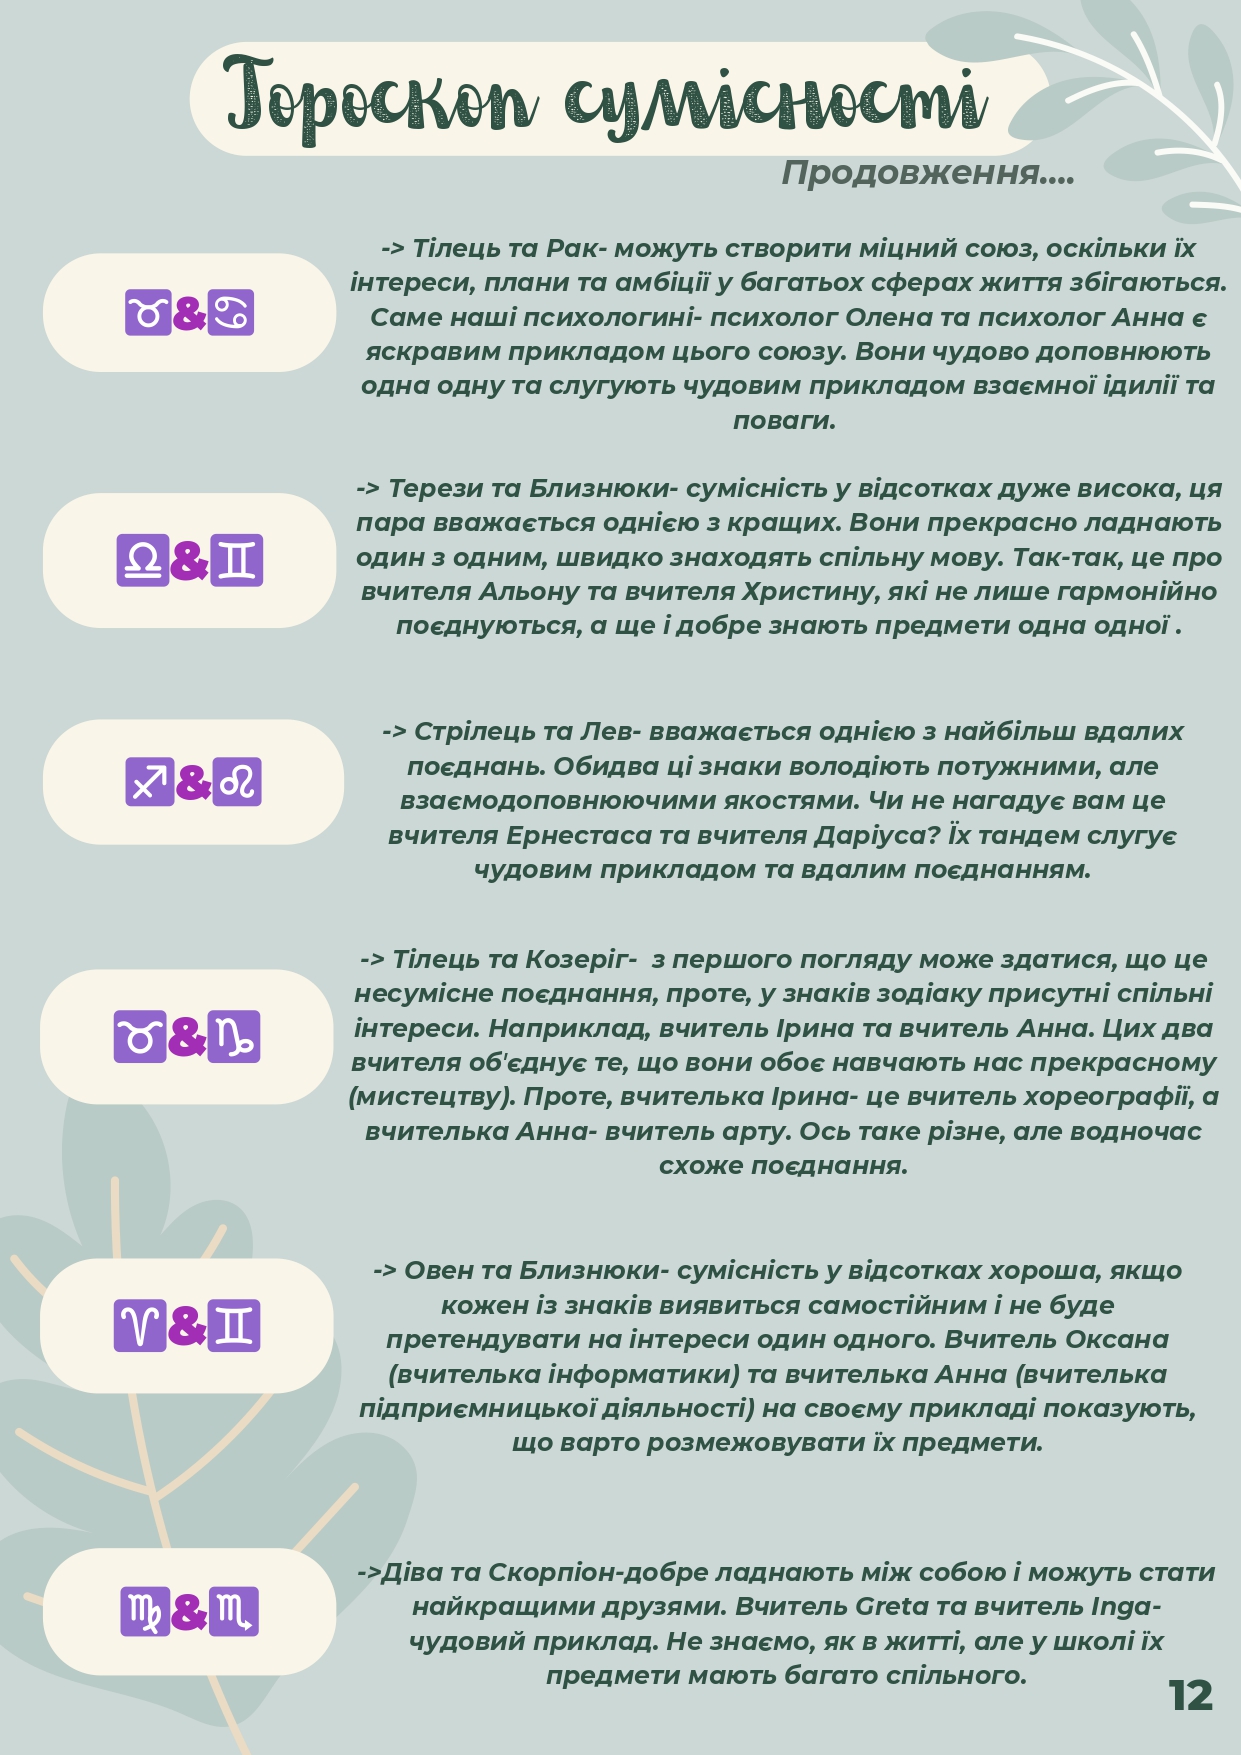 Гороскоп сумісності
Продовження....
-> Тілець та Рак- можуть створити міцний союз, оскільки їх
інтереси, плани та амбіції у багатьох сферах життя збігаються.
Саме наші психологині- психолог Олена та психолог Анна є
яскравим прикладом цього союзу. Вони чудово доповнюють
одна одну та слугують чудовим прикладом взаємної ідилії та
поваги.
♉&♋
-> Терези та Близнюки- сумісність у відсотках дуже висока, ця
пара вважається однією з кращих. Вони прекрасно ладнають
один з одним, швидко знаходять спільну мову. Так-так, це про
вчителя Альону та вчителя Христину, які не лише гармонійно
поєднуються, а ще і добре знають предмети одна одної .
♎&♊
-> Стрілець та Лев- вважається однією з найбільш вдалих
поєднань. Обидва ці знаки володіють потужними, але
взаємодоповнюючими якостями. Чи не нагадує вам це
вчителя Ернестаса та вчителя Даріуса? Їх тандем слугує
чудовим прикладом та вдалим поєднанням.
♐&♌
-> Тілець та Козеріг-  з першого погляду може здатися, що це
несумісне поєднання, проте, у знаків зодіаку присутні спільні
інтереси. Наприклад, вчитель Ірина та вчитель Анна. Цих два
вчителя об'єднує те, що вони обоє навчають нас прекрасному
(мистецтву). Проте, вчителька Ірина- це вчитель хореографії, а
вчителька Анна- вчитель арту. Ось таке різне, але водночас
схоже поєднання.
♉&♑
-> Овен та Близнюки- сумісність у відсотках хороша, якщо
кожен із знаків виявиться самостійним і не буде
претендувати на інтереси один одного. Вчитель Оксана
(вчителька інформатики) та вчителька Анна (вчителька
підприємницької діяльності) на своєму прикладі показують,
що варто розмежовувати їх предмети.
♈&♊
->Діва та Скорпіон-добре ладнають між собою і можуть стати
найкращими друзями. Вчитель Greta та вчитель Inga-
чудовий приклад. Не знаємо, як в житті, але у школі їх
предмети мають багато спільного.
♍&♏
12